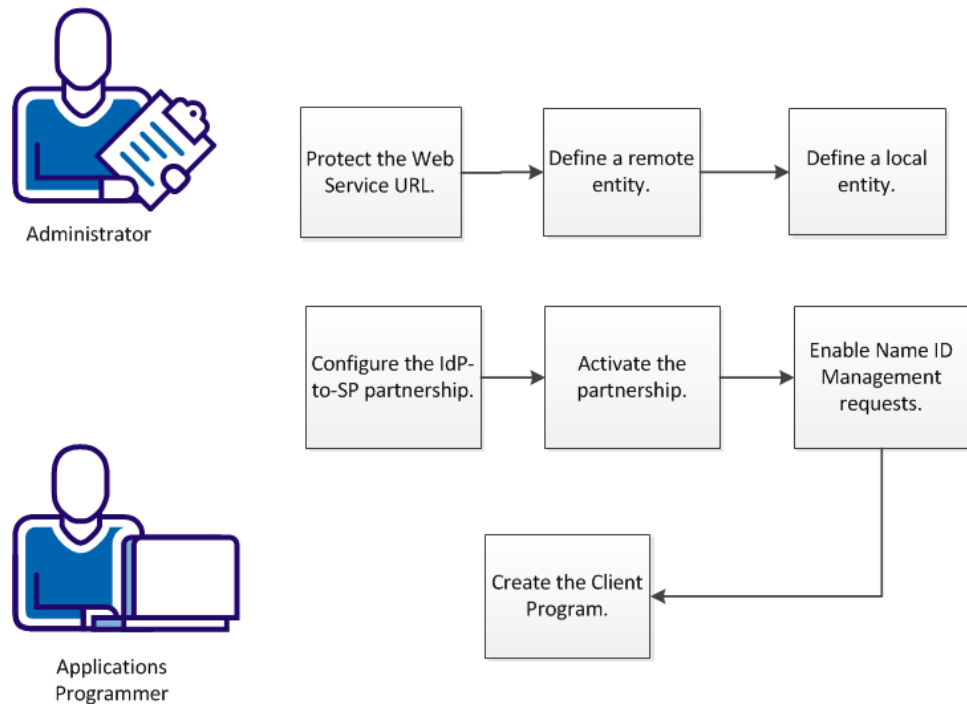 Administrator
Protect the Web
Service URL.
Define a remote
entity.
Define a local
entity.
Configure the IdP-
to-SP partnership.
Activate the
partnership.
Enable Name ID
Management
requests.
Create the Client
Program.
Applications
Programmer